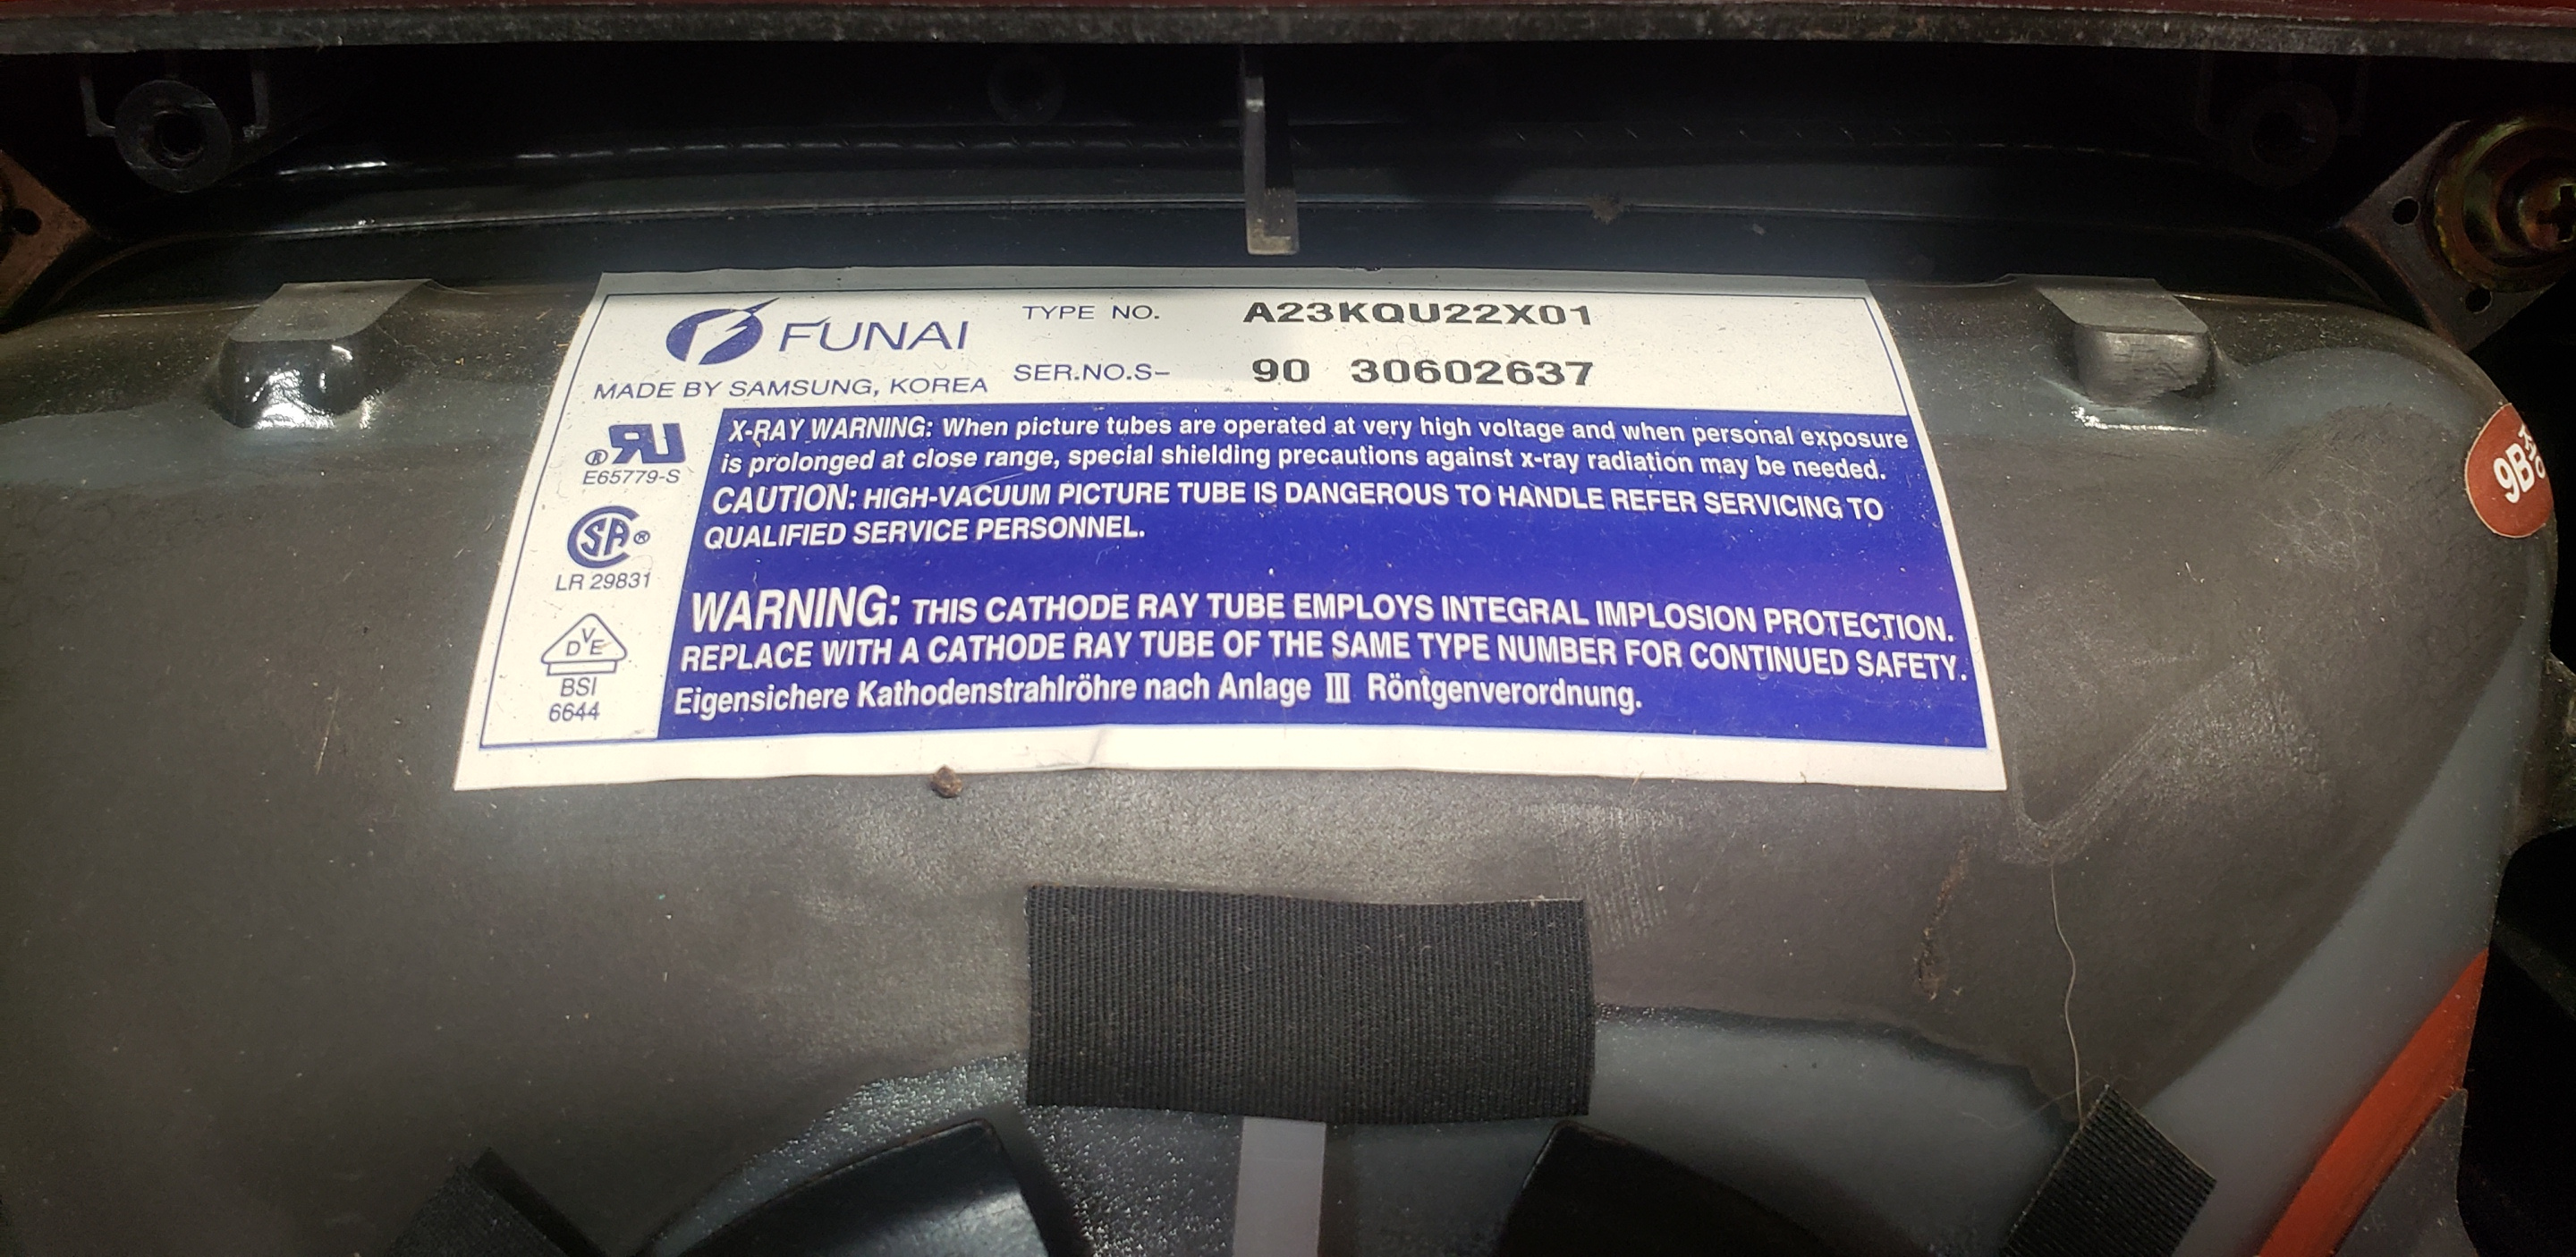 FUNAI
MADE BY SAMSUNG, KOREA
TYPE NO. A23KQU22X01
SER.NO.S- 90 30602637
®
E65779-S
SA ®
LR 29831
DVE
BSI
6644
X-RAY WARNING: When picture tubes are operated at very high voltage and when personal exposure
is prolonged at close range, special shielding precautions against x-ray radiation may be needed.
CAUTION: HIGH-VACUUM PICTURE TUBE IS DANGEROUS TO HANDLE REFER SERVICING TO
QUALIFIED SERVICE PERSONNEL.
WARNING: THIS CATHODE RAY TUBE EMPLOYS INTEGRAL IMPLOSION PROTECTION.
REPLACE WITH A CATHODE RAY TUBE OF THE SAME TYPE NUMBER FOR CONTINUED SAFETY.
Eigensichere Kathodenstrahlröhre nach Anlage III Röntgenverordnung.
9B